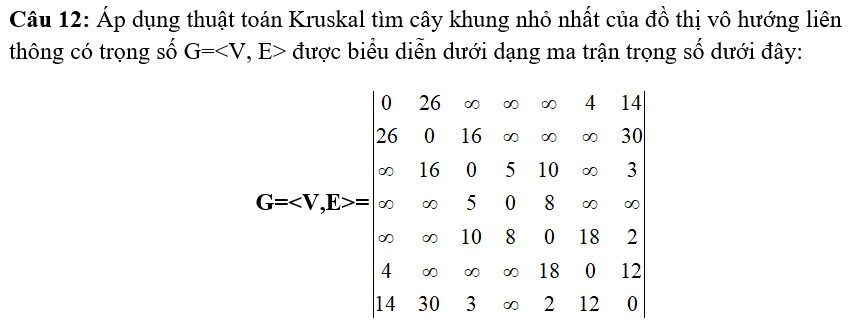 Câu 12: Áp dụng thuật toán Kruskal tìm cây khung nhỏ nhất của đồ thị vô hướng liên
thông có trọng số G=<V, E> được biểu diễn dưới dạng ma trận trọng số dưới đây:
0 26 ∞ ∞ ∞ 4 14
26 0 16 ∞ ∞ ∞ 30
∞ 16 0 5 10 ∞ 3
G=<V,E>= ∞ ∞ 5 0 8 ∞ ∞
∞ ∞ 10 8 0 18 2
4 ∞ ∞ ∞ 18 0 12
14 30 3 ∞ 2 12 0